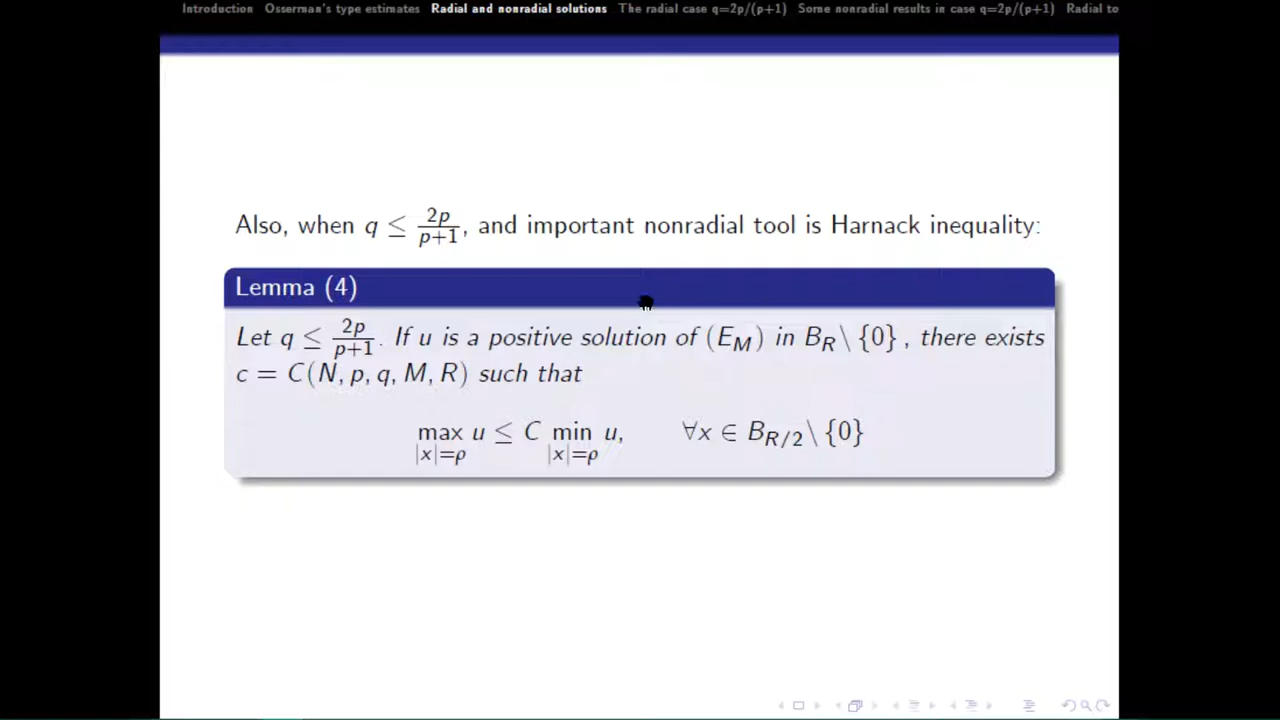 Introduction Osserman's type estimates Radial and nonradial solutions The radial case q=2p/(p+1) Some nonradial results in case q=2p/(p+1) Radial to
Also, when q ≤ 2p/p+1, and important nonradial tool is Harnack inequality:
Lemma (4)
Let q ≤ 2p/p+1. If u is a positive solution of (E_M) in B_R\ {0} , there exists
c = C(N, p, q, M, R) such that
max_{|x|=ρ} u ≤ C min_{|x|=ρ} u, ∀x ∈ B_{R/2}\ {0}